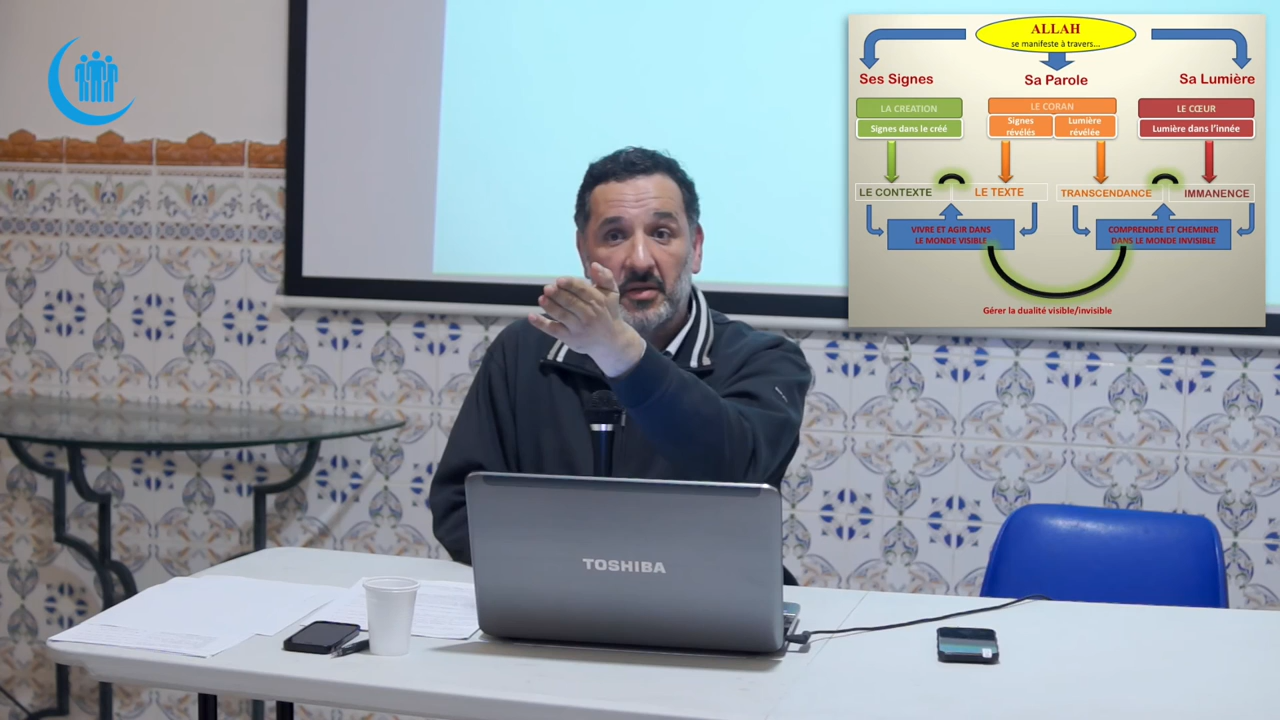 ALLAH
se manifeste à travers...
Ses Signes
Sa Parole
Sa Lumière
LA CREATION
Signes dans le créé
LE CORAN
Signes révélés
Lumière révélée
LE CŒUR
Lumière dans l'innée
LE CONTEXTE
LE TEXTE
TRANSCENDANCE
IMMANENCE
VIVRE ET AGIR DANS
LE MONDE VISIBLE
COMPRENDRE ET CHEMINER
DANS LE MONDE INVISIBLE
Gérer la dualité visible/invisible
TOSHIBA